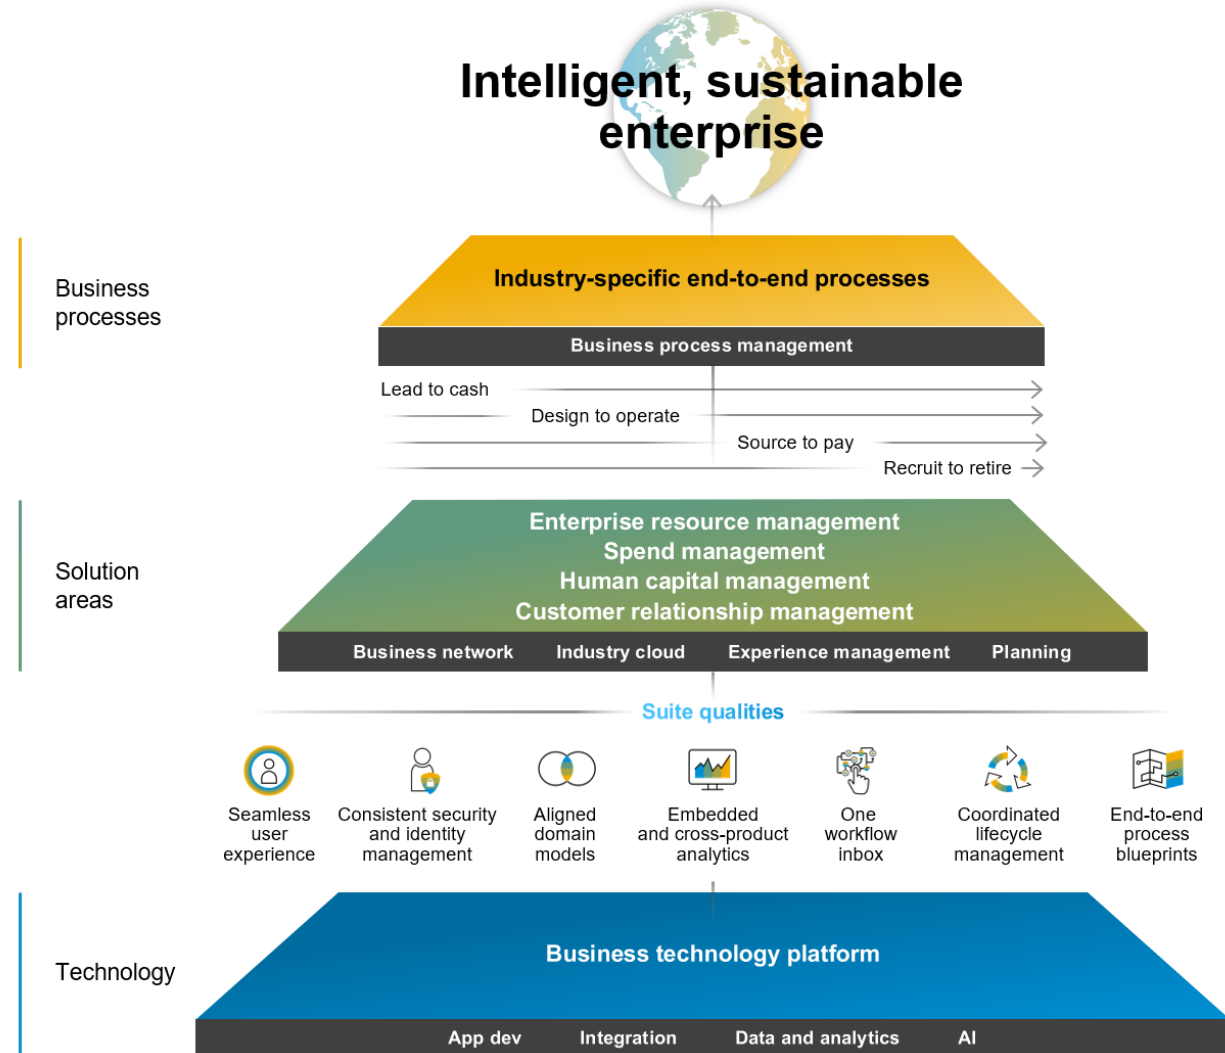 Intelligent, sustainable
enterprise
Business
processes
Industry-specific end-to-end processes
Business process management
Lead to cash
Design to operate
Source to pay
Recruit to retire
Solution
areas
Enterprise resource management
Spend management
Human capital management
Customer relationship management
Business network Industry cloud Experience management Planning
Suite qualities
Seamless
user
experience
Consistent security
and identity
management
Aligned
domain
models
Embedded
and cross-product
analytics
One
workflow
inbox
Coordinated
lifecycle
management
End-to-end
process
blueprints
Technology
Business technology platform
App dev Integration Data and analytics AI